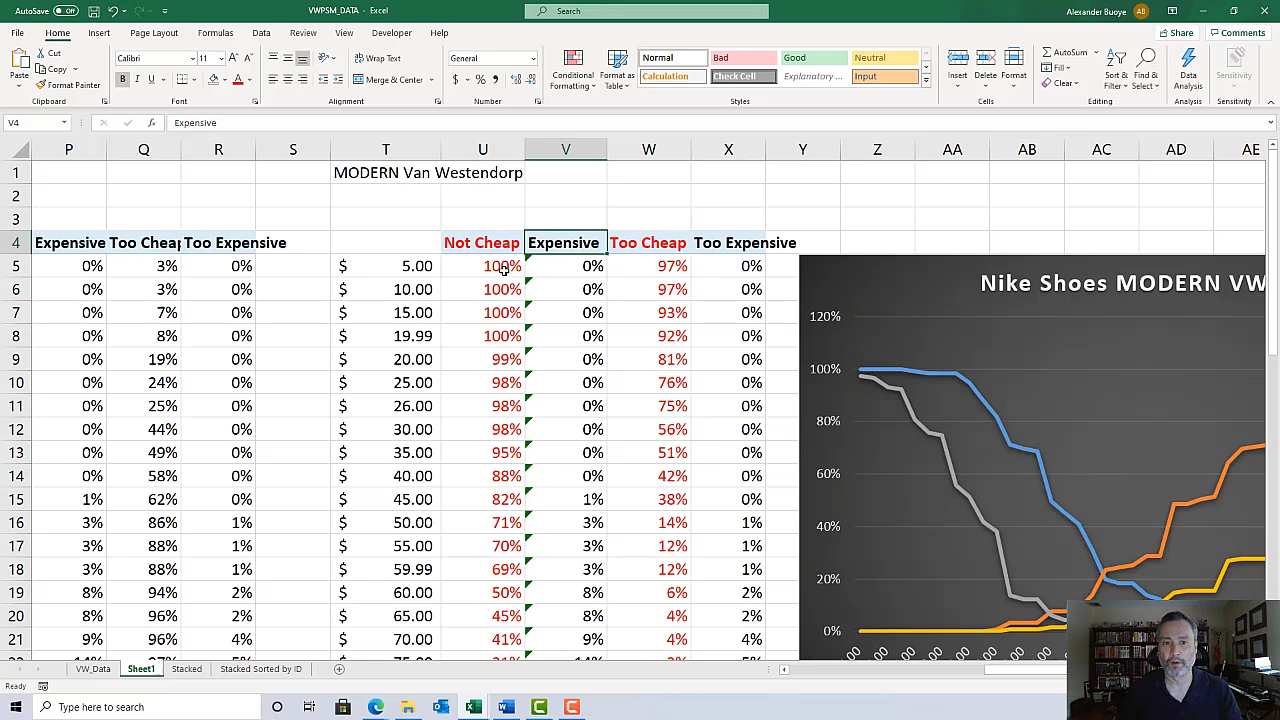 AutoSave Off VWPSM_DATA - Excel Search Alexander Buoye AB
File Home Insert Page Layout Formulas Data Review View Developer Help Share Comments
Paste Cut Copy Format Painter Clipboard
Calibri 11 B I U A Font
Wrap Text Merge & Center Alignment
General $ % Number
Conditional Formatting Format as Table
Normal Bad Good Neutral
Calculation Check Cell Explanatory ... Input
Styles
Insert Delete Format Cells
AutoSum Fill Clear Sort & Filter Find & Select Editing
Data Analysis Analysis
Sensitivity Sensitivity
V4 fx Expensive
P Q R S T U V W X Y Z AA AB AC AD AE
1 MODERN Van Westendorp
2
3
4 Expensive Too Cheap Too Expensive Not Cheap Expensive Too Cheap Too Expensive
5 0% 3% 0% $ 5.00 100% 0% 97% 0%
6 0% 3% 0% $ 10.00 100% 0% 97% 0%
7 0% 7% 0% $ 15.00 100% 0% 93% 0%
8 0% 8% 0% $ 19.99 100% 0% 92% 0%
9 0% 19% 0% $ 20.00 99% 0% 81% 0%
10 0% 24% 0% $ 25.00 98% 0% 76% 0%
11 0% 25% 0% $ 26.00 98% 0% 75% 0%
12 0% 44% 0% $ 30.00 98% 0% 56% 0%
13 0% 49% 0% $ 35.00 95% 0% 51% 0%
14 0% 58% 0% $ 40.00 88% 0% 42% 0%
15 1% 62% 0% $ 45.00 82% 1% 38% 0%
16 3% 86% 1% $ 50.00 71% 3% 14% 1%
17 3% 88% 1% $ 55.00 70% 3% 12% 1%
18 3% 88% 1% $ 59.99 69% 3% 12% 1%
19 8% 94% 2% $ 60.00 50% 8% 6% 2%
20 8% 96% 2% $ 65.00 45% 8% 4% 2%
21 9% 96% 4% $ 70.00 41% 9% 4% 4%
Nike Shoes MODERN VW
120%
100%
80%
60%
40%
20%
0%
VW Data Sheet1 Stacked Stacked Sorted by ID
Ready
Type here to search